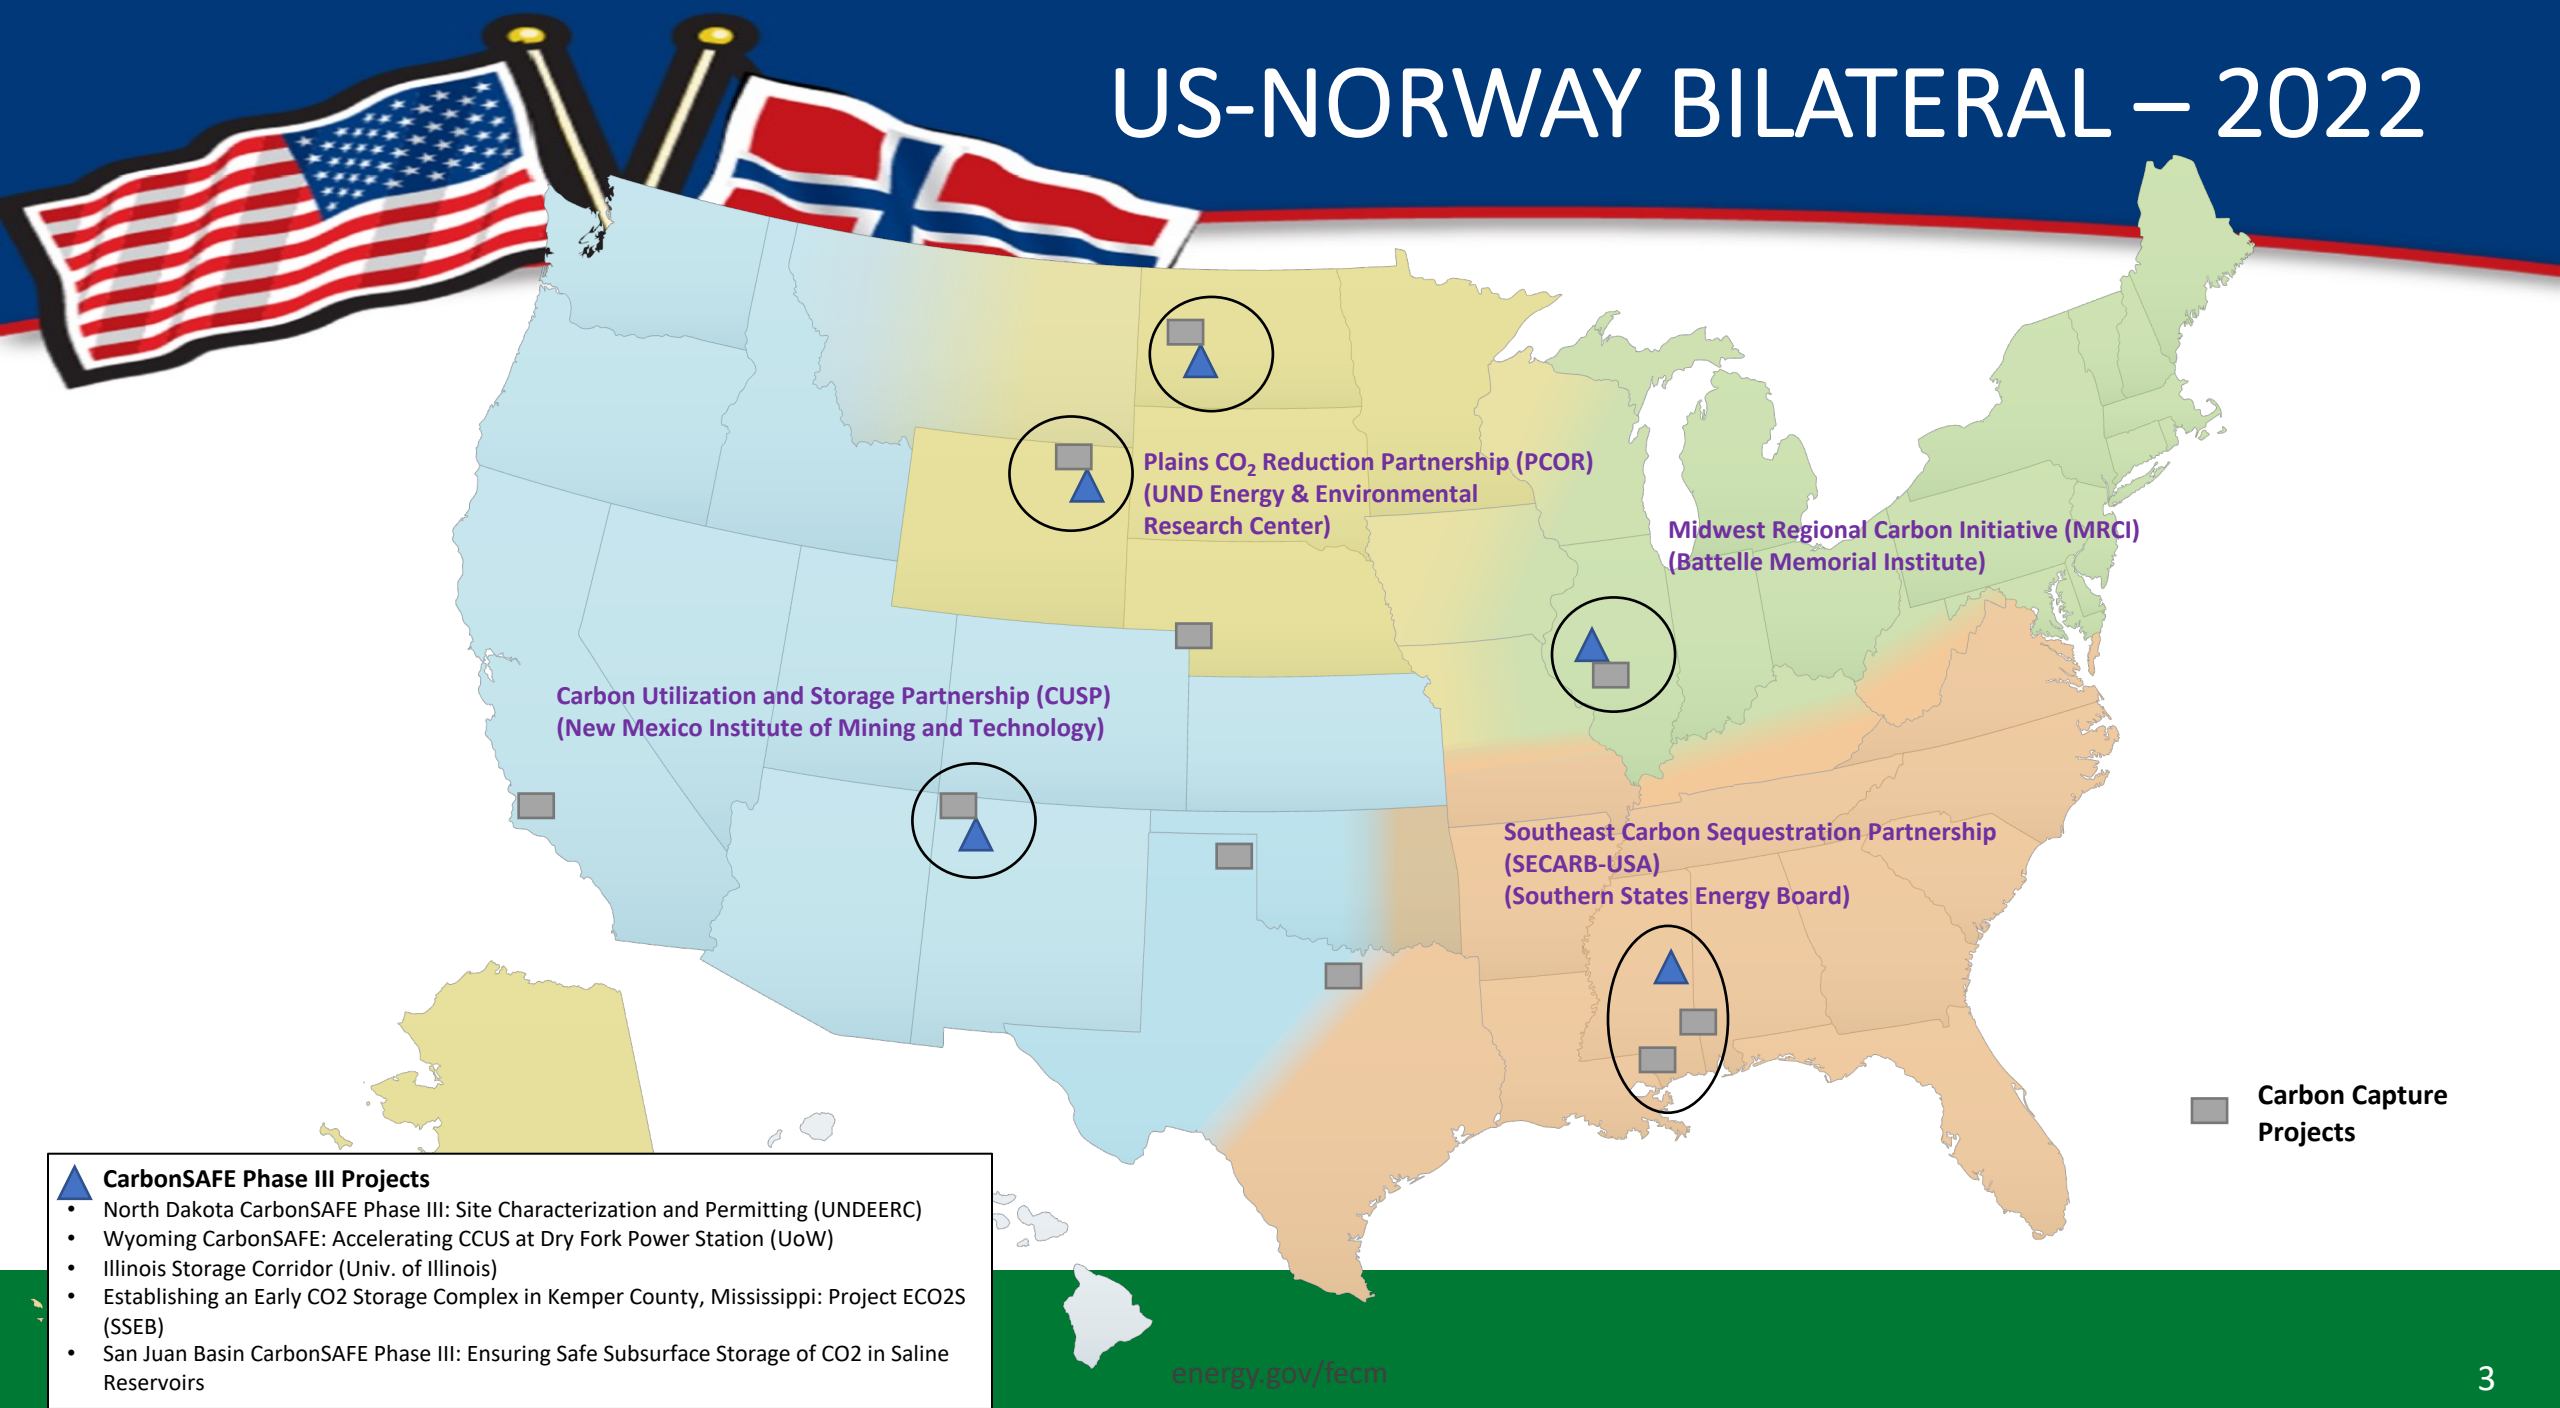 US-NORWAY BILATERAL – 2022
Plains CO₂ Reduction Partnership (PCOR)
(UND Energy & Environmental
Research Center)
Midwest Regional Carbon Initiative (MRCI)
(Battelle Memorial Institute)
Carbon Utilization and Storage Partnership (CUSP)
(New Mexico Institute of Mining and Technology)
Southeast Carbon Sequestration Partnership
(SECARB-USA)
(Southern States Energy Board)
Carbon Capture
Projects
CarbonSAFE Phase III Projects
• North Dakota CarbonSAFE Phase III: Site Characterization and Permitting (UNDEERC)
• Wyoming CarbonSAFE: Accelerating CCUS at Dry Fork Power Station (UoW)
• Illinois Storage Corridor (Univ. of Illinois)
• Establishing an Early CO2 Storage Complex in Kemper County, Mississippi: Project ECO2S
(SSEB)
• San Juan Basin CarbonSAFE Phase III: Ensuring Safe Subsurface Storage of CO2 in Saline
Reservoirs
energy.gov/fecm
3